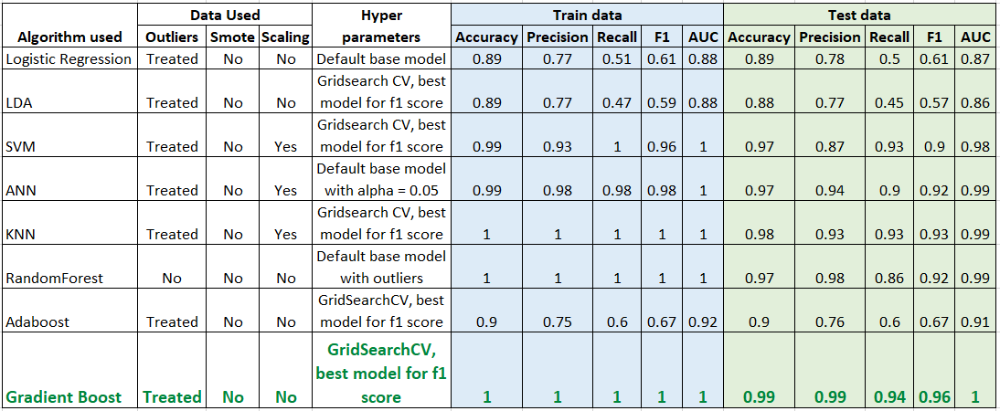 Data Used Hyper Train data Test data
Algorithm used Outliers Smote Scaling parameters Accuracy Precision Recall F1 AUC Accuracy Precision Recall F1 AUC
Logistic Regression Treated No No Default base model 0.89 0.77 0.51 0.61 0.88 0.89 0.78 0.5 0.61 0.87
Gridsearch CV, best
LDA Treated No No model for f1 score 0.89 0.77 0.47 0.59 0.88 0.88 0.77 0.45 0.57 0.86
Gridsearch CV, best
SVM Treated No Yes model for f1 score 0.99 0.93 1 0.96 1 0.97 0.87 0.93 0.9 0.98
Default base model
ANN Treated No Yes with alpha = 0.05 0.99 0.98 0.98 0.98 1 0.97 0.94 0.9 0.92 0.99
Gridsearch CV, best
KNN Treated No Yes model for f1 score 1 1 1 1 1 0.98 0.93 0.93 0.93 0.99
Default base model
RandomForest No No No with outliers 1 1 1 1 1 0.97 0.98 0.86 0.92 0.99
GridSearchCV, best
Adaboost Treated No No model for f1 score 0.9 0.75 0.6 0.67 0.92 0.9 0.76 0.6 0.67 0.91
GridSearchCV,
best model for f1
Gradient Boost Treated No No score 1 1 1 1 1 0.99 0.99 0.94 0.96 1